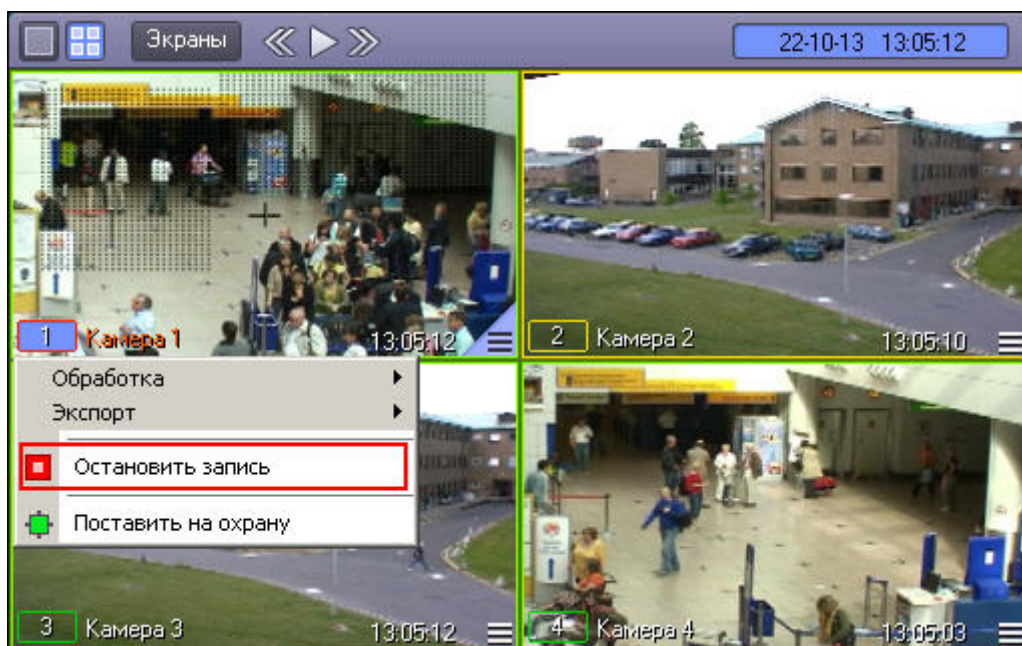 Экраны
22-10-13 13:05:12
1 Камера 1 13:05:12
2 Камера 2 13:05:10
Обработка
Экспорт
Остановить запись
Поставить на охрану
3 Камера 3 13:05:12
4 Камера 4 13:05:03